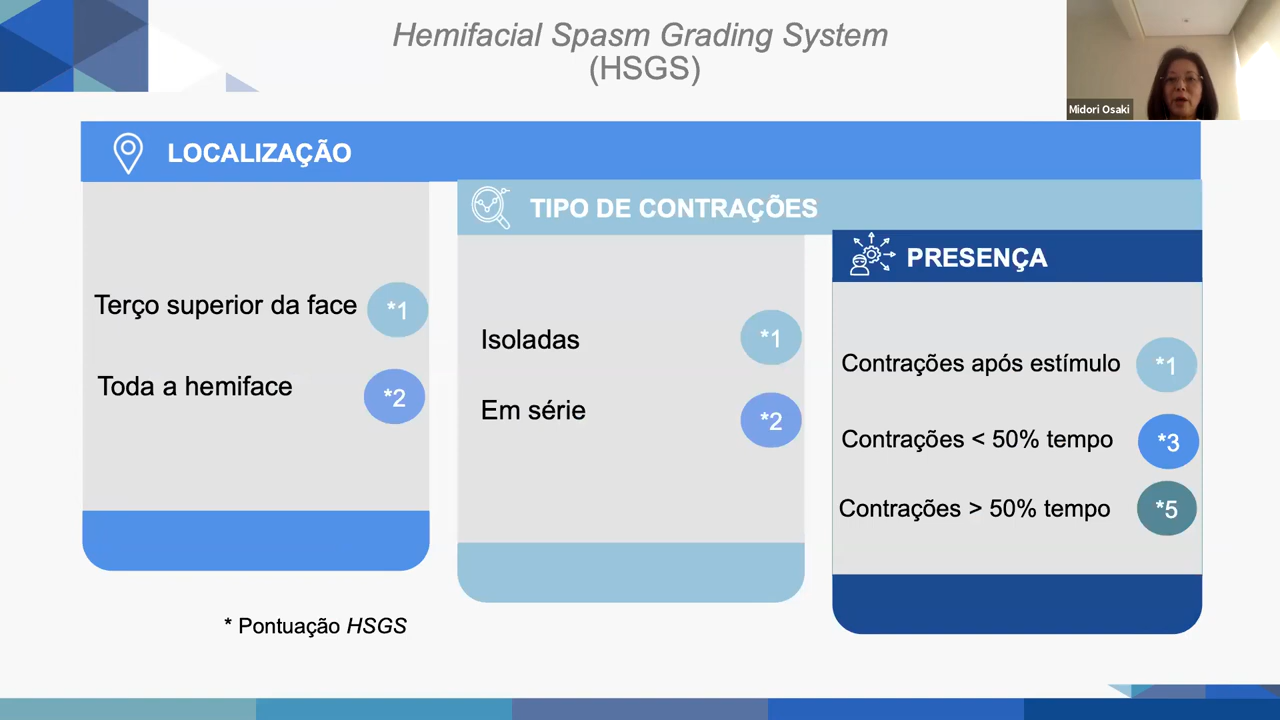 Hemifacial Spasm Grading System
(HSGS)
Midori Osaki
LOCALIZAÇÃO
Terço superior da face *1
Toda a hemiface *2
TIPO DE CONTRAÇÕES
Isoladas *1
Em série *2
PRESENÇA
Contrações após estímulo *1
Contrações < 50% tempo *3
Contrações > 50% tempo *5
* Pontuação HSGS